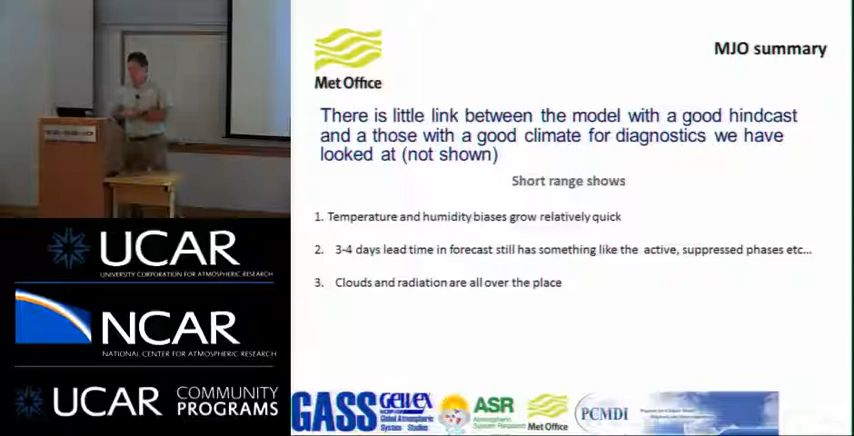 MJO summary
Met Office
There is little link between the model with a good hindcast
and a those with a good climate for diagnostics we have
looked at (not shown)
Short range shows
1. Temperature and humidity biases grow relatively quick
2. 3-4 days lead time in forecast still has something like the active, suppressed phases etc...
3. Clouds and radiation are all over the place
UCAR
UNIVERSITY CORPORATION FOR ATMOSPHERIC RESEARCH
NCAR
NATIONAL CENTER FOR ATMOSPHERIC RESEARCH
UCAR COMMUNITY
PROGRAMS
GASS
GEWEX
Global Atmospheric
System Studies
ASR
Atmospheric
System Research
Met Office
PCMDI